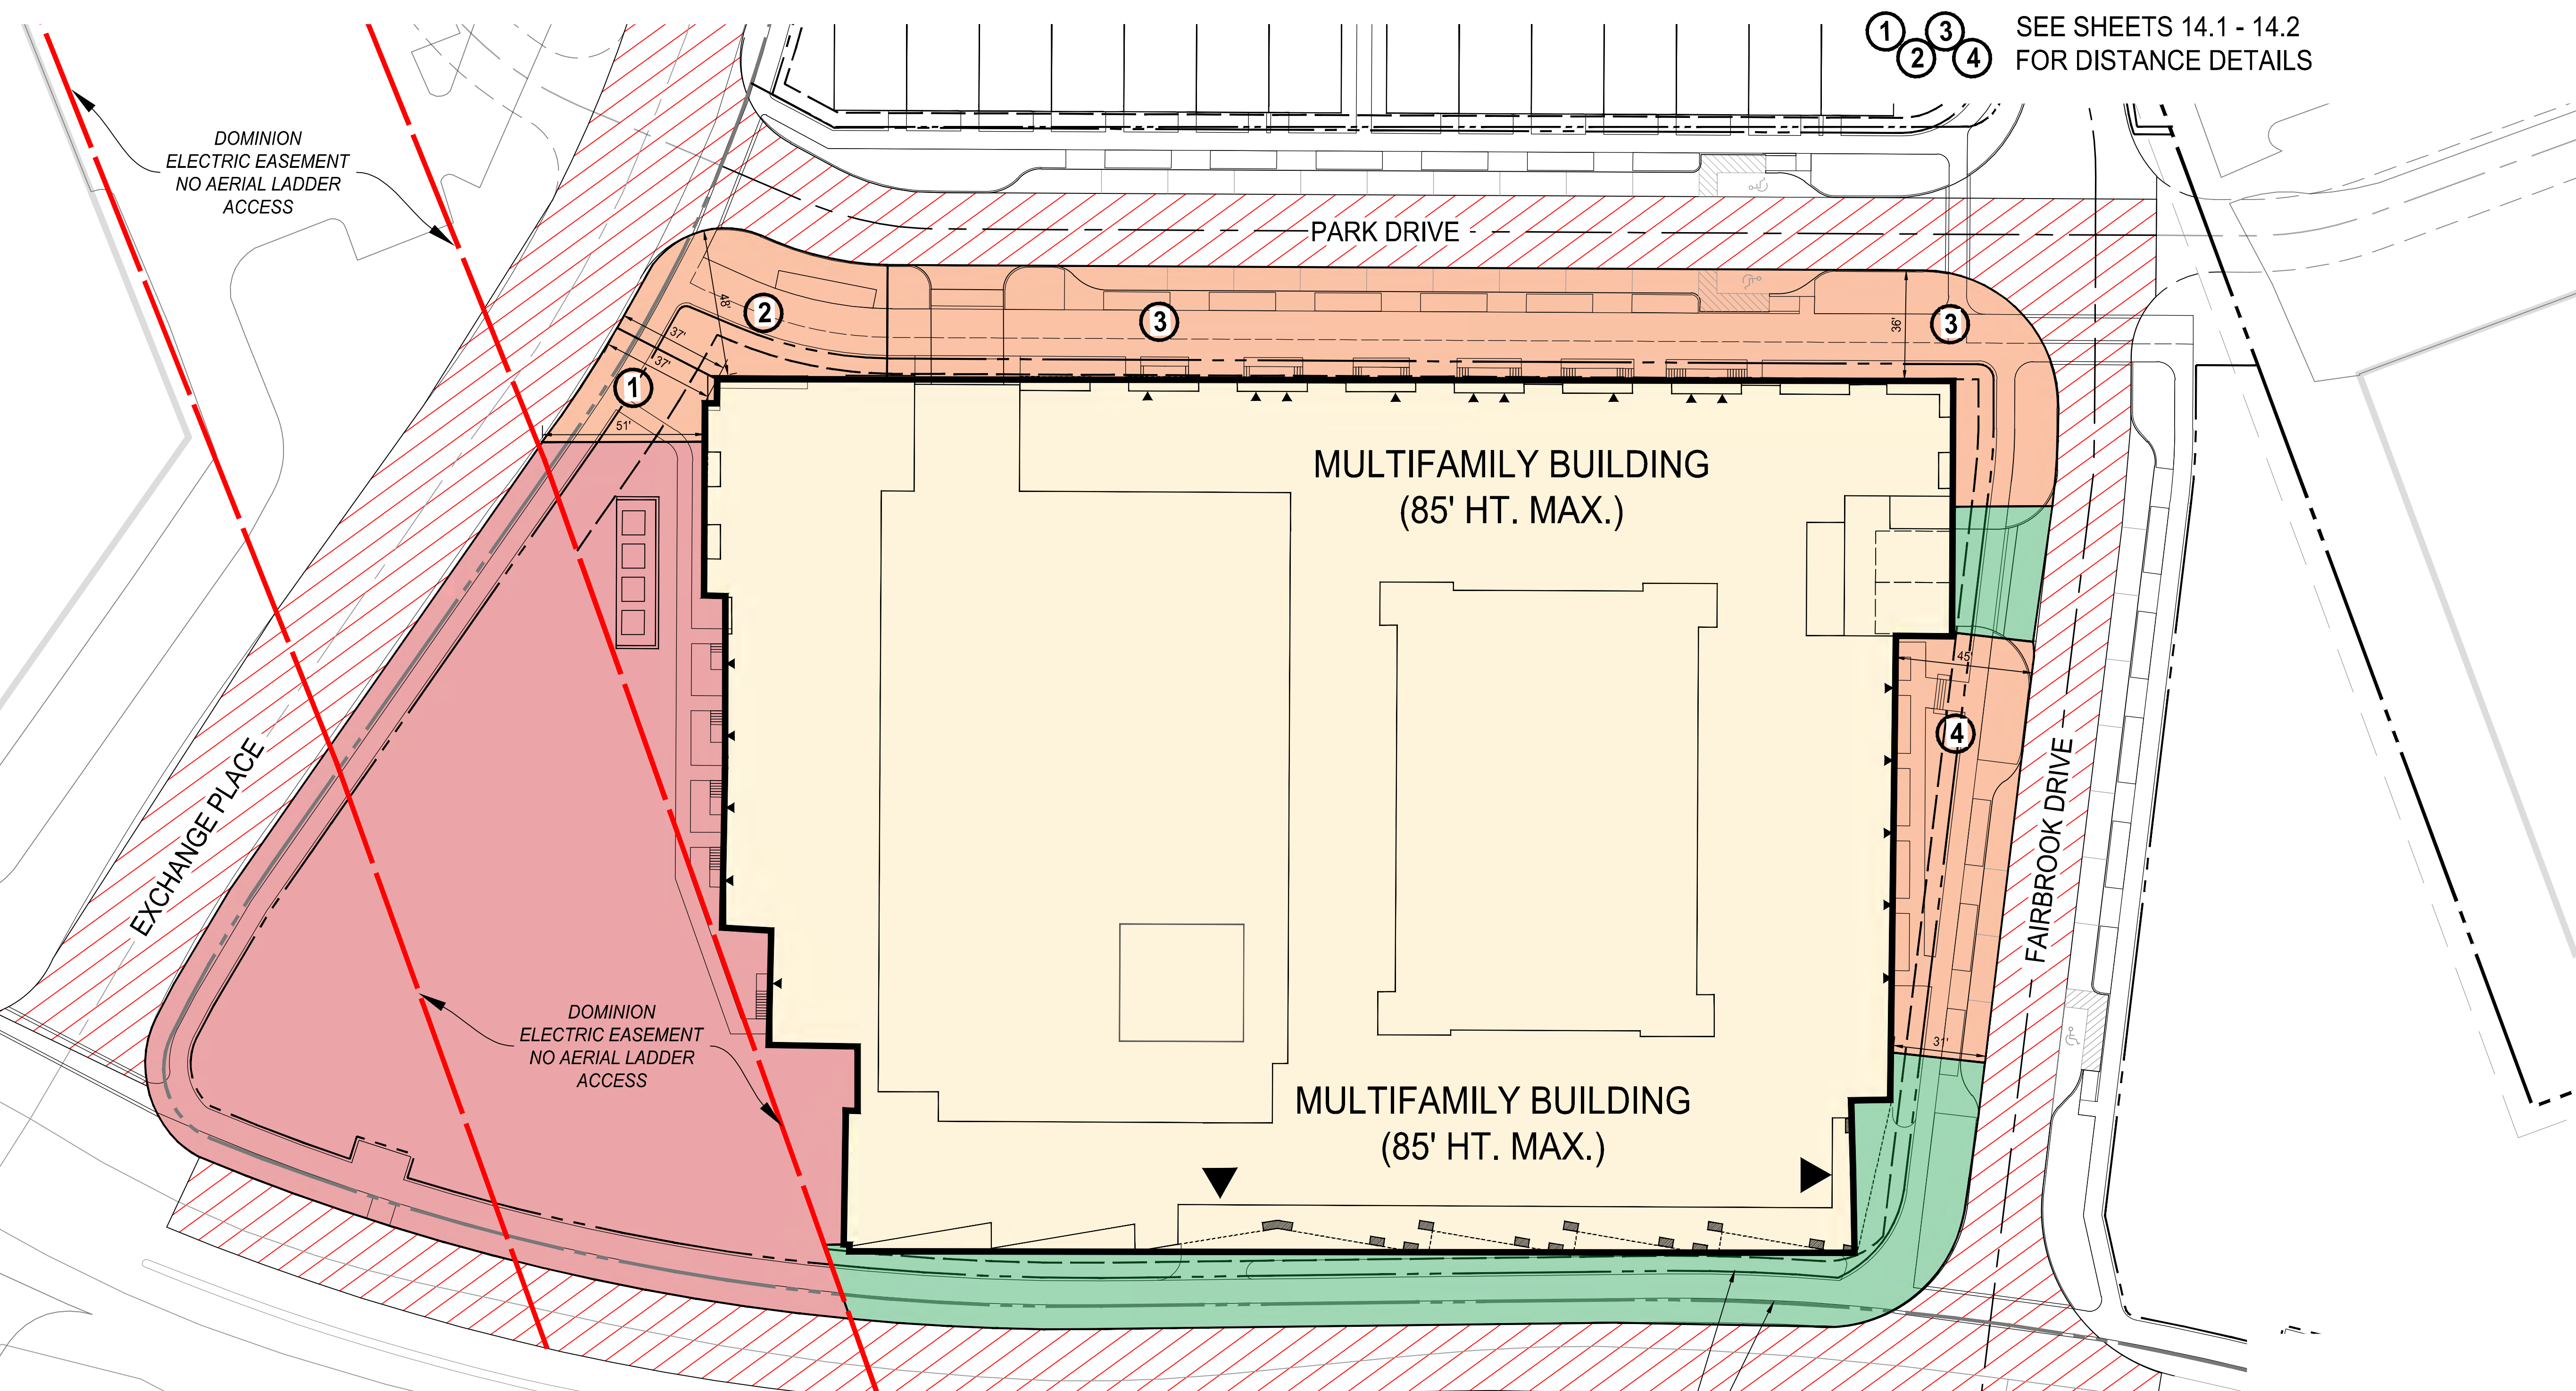 1 3
2 4
SEE SHEETS 14.1 - 14.2
FOR DISTANCE DETAILS
DOMINION
ELECTRIC EASEMENT
NO AERIAL LADDER
ACCESS
PARK DRIVE
48'
2
3
3
36'
37'
37'
1
51'
MULTIFAMILY BUILDING
(85' HT. MAX.)
45'
4
EXCHANGE PLACE
FAIRBROOK DRIVE
DOMINION
ELECTRIC EASEMENT
NO AERIAL LADDER
ACCESS
31'
MULTIFAMILY BUILDING
(85' HT. MAX.)